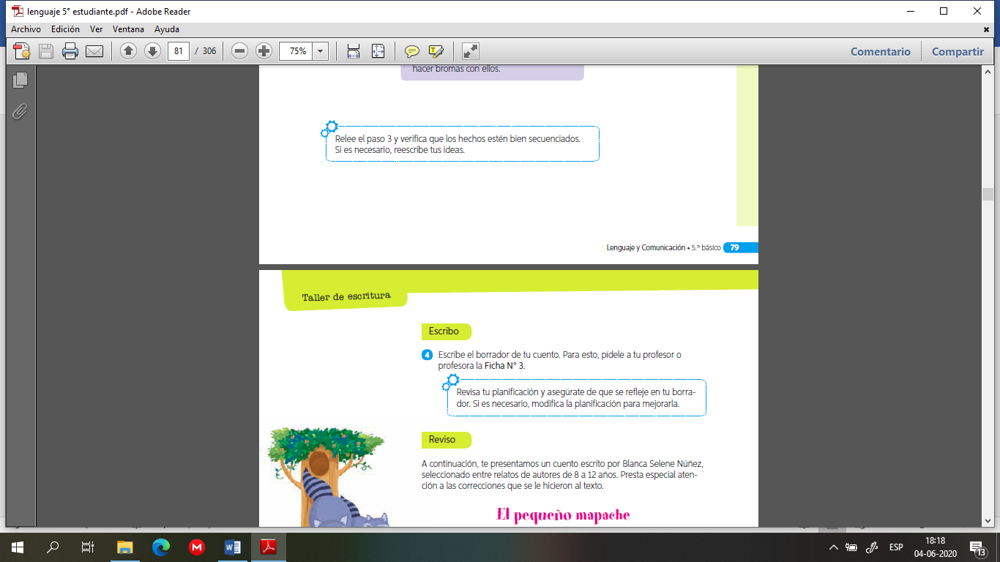 lenguaje 5° estudiante.pdf - Adobe Reader
Archivo Edición Ver Ventana Ayuda
81 / 306 75% Comentario Compartir
hacer bromas con ellos.
Relee el paso 3 y verifica que los hechos estén bien secuenciados.
Si es necesario, reescribe tus ideas.
Lenguaje y Comunicación • 5.º básico 79
Taller de escritura
Escribo
4 Escribe el borrador de tu cuento. Para esto, pídele a tu profesor o
profesora la Ficha N° 3.
Revisa tu planificación y asegúrate de que se refleje en tu borra-
dor. Si es necesario, modifica la planificación para mejorarla.
Reviso
A continuación, te presentamos un cuento escrito por Blanca Selene Núñez,
seleccionado entre relatos de autores de 8 a 12 años. Presta especial aten-
ción a las correcciones que se le hicieron al texto.
El pequeño mapache
ESP
18:18
04-06-2020
13